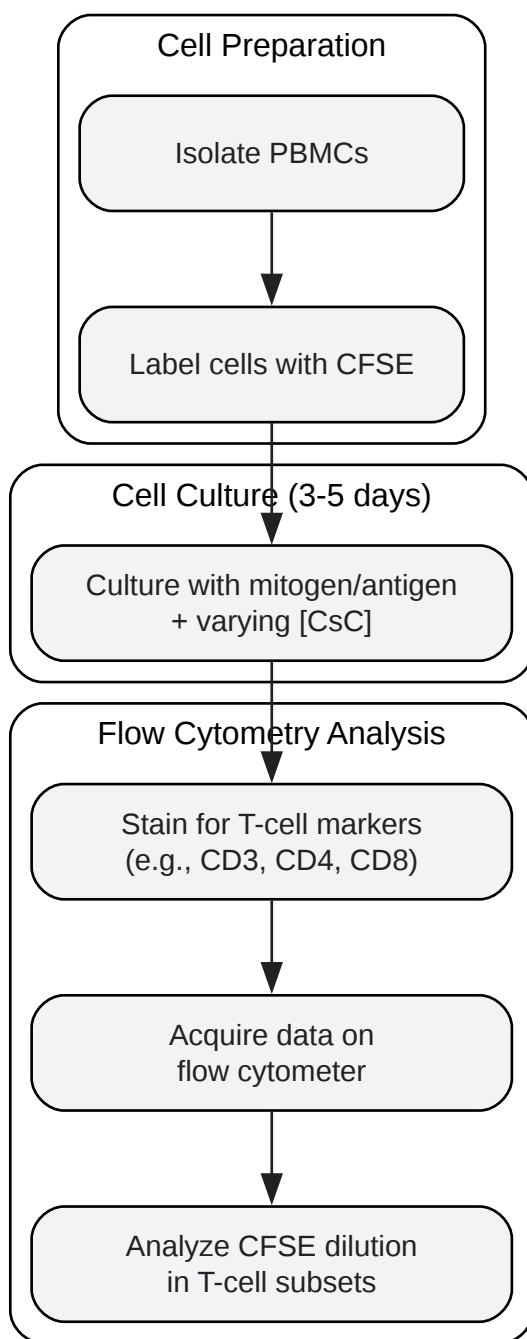 Cell Preparation
Isolate PBMCs
Label cells with CFSE
Cell Culture (3-5 days)
Culture with mitogen/antigen
+ varying [CsC]
Flow Cytometry Analysis
Stain for T-cell markers
(e.g., CD3, CD4, CD8)
Acquire data on
flow cytometer
Analyze CFSE dilution
in T-cell subsets